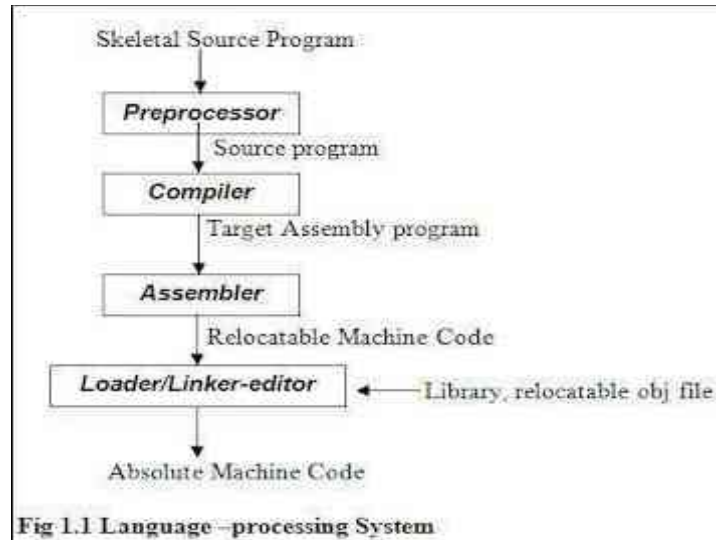 Skeletal Source Program
Preprocessor
Source program
Compiler
Target Assembly program
Assembler
Relocatable Machine Code
Loader/Linker-editor
Library, relocatable obj file
Absolute Machine Code
Fig 1.1 Language –processing System